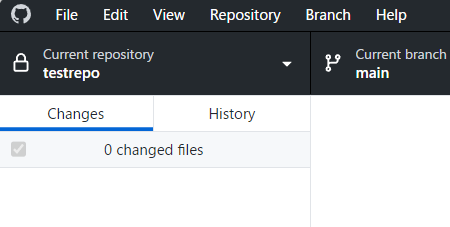 File Edit View Repository Branch Help
Current repository
testrepo
Current branch
main
Changes History
0 changed files